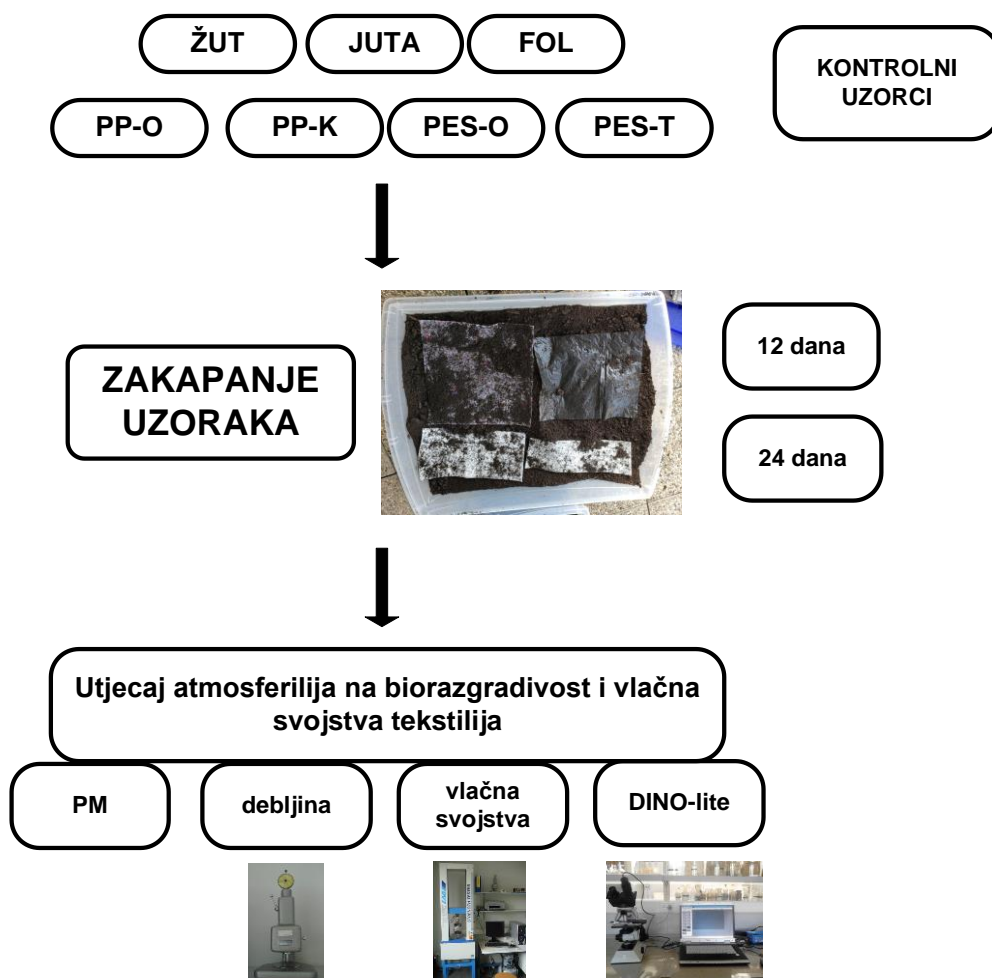 ŽUT
JUTA
FOL
KONTROLNI
UZORCI
PP-O
PP-K
PES-O
PES-T
ZAKAPANJE
UZORAKA
12 dana
24 dana
Utjecaj atmosferilija na biorazgradivost i vlačna
svojstva tekstilija
PM
debljina
vlačna
svojstva
DINO-lite